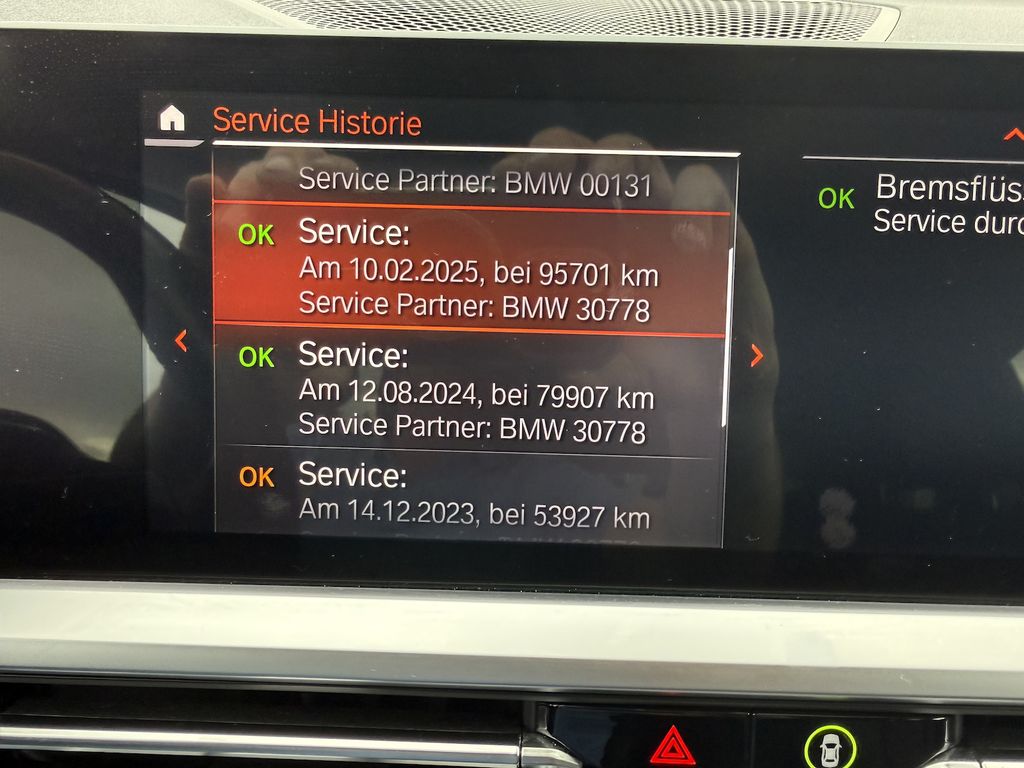 Service Historie
Service Partner: BMW 00131
OK Service:
Am 10.02.2025, bei 95701 km
Service Partner: BMW 30778
OK Service:
Am 12.08.2024, bei 79907 km
Service Partner: BMW 30778
OK Service:
Am 14.12.2023, bei 53927 km
OK Bremsflüs
Service durc